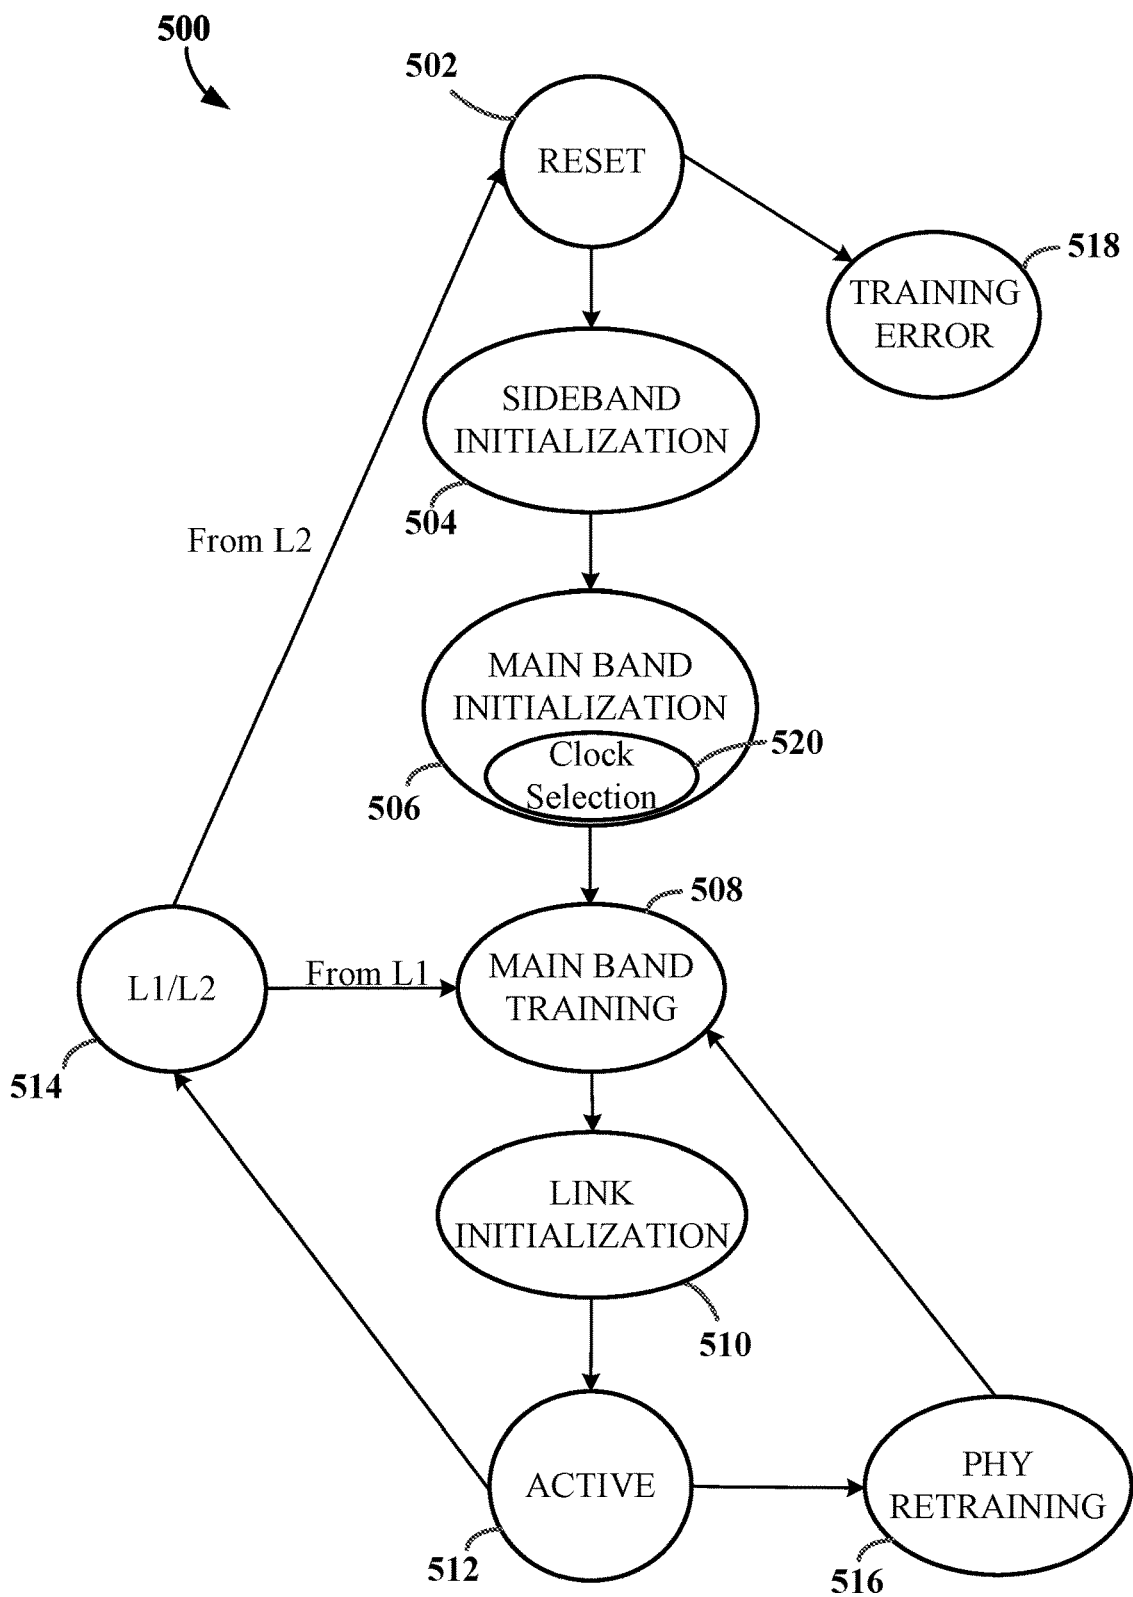 500
502
RESET
518
TRAINING
ERROR
SIDEBAND
INITIALIZATION
504
From L2
MAIN BAND
INITIALIZATION
520
Clock
Selection
506
508
MAIN BAND
TRAINING
L1/L2
From L1
514
LINK
INITIALIZATION
510
ACTIVE
PHY
RETRAINING
512
516